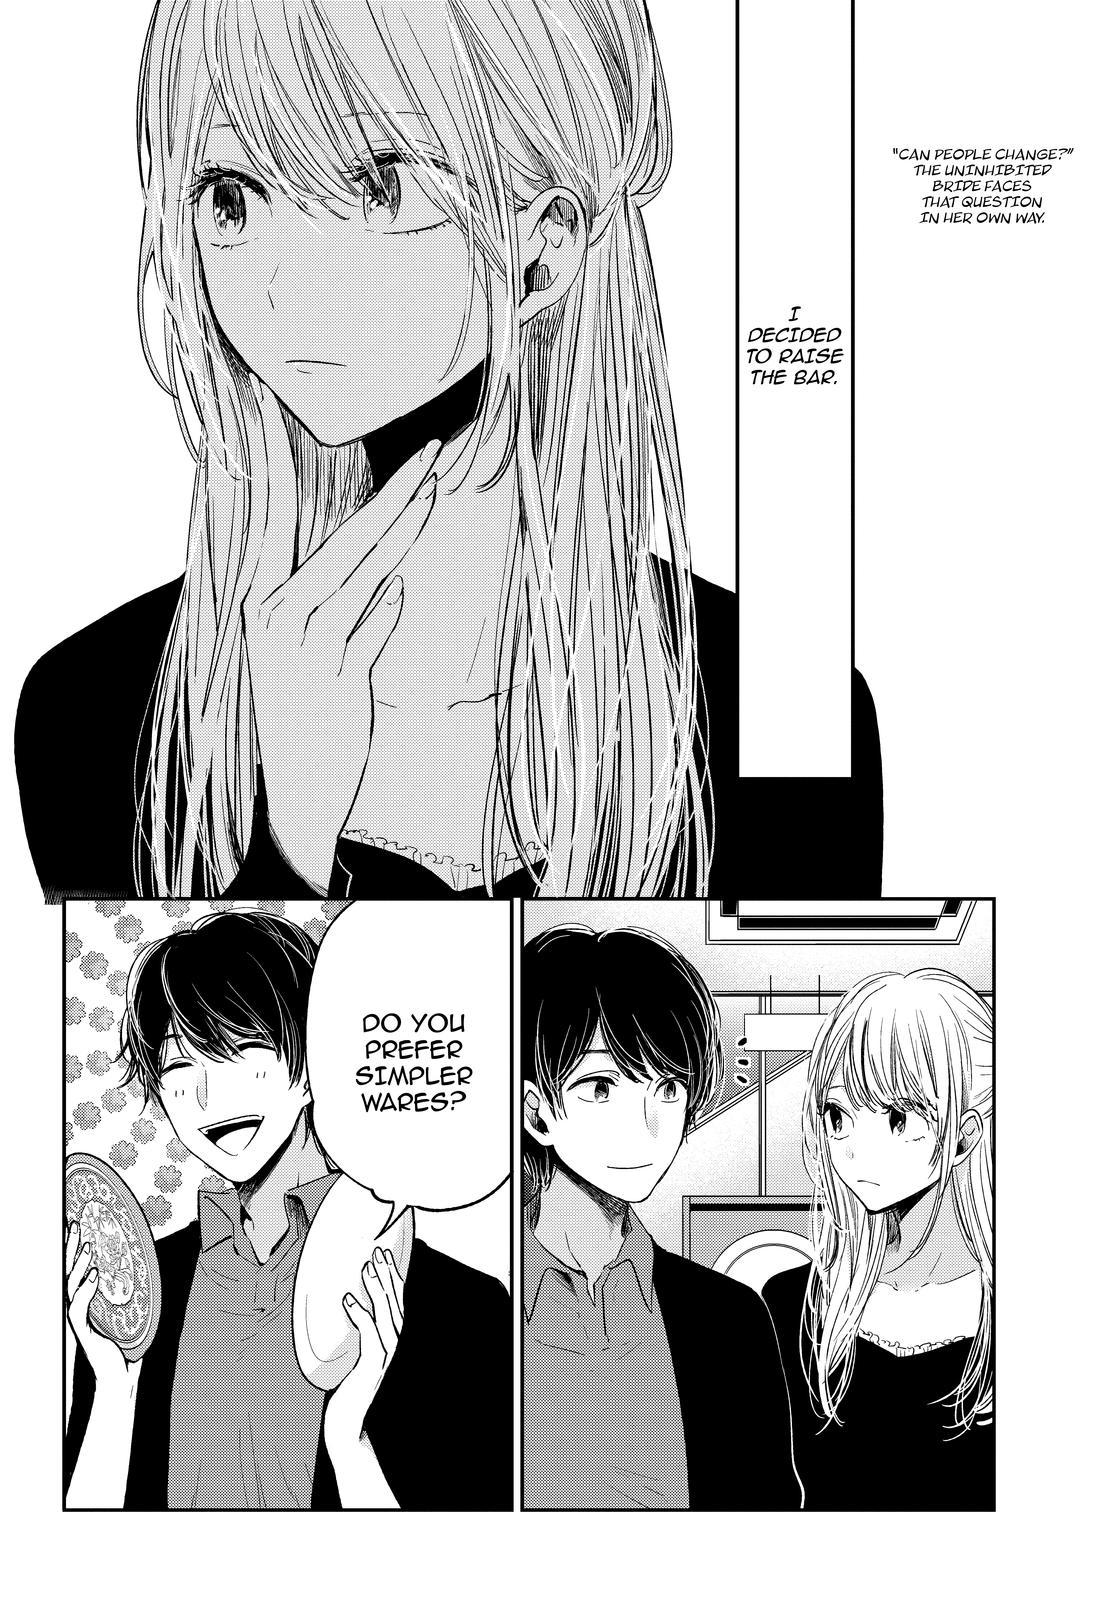 "CAN PEOPLE CHANGE?"
THE UNINHIBITED
BRIDE FACES
THAT QUESTION
IN HER OWN WAY.
I
DECIDED
TO RAISE
THE BAR.
DO YOU
PREFER
SIMPLER
WARES?